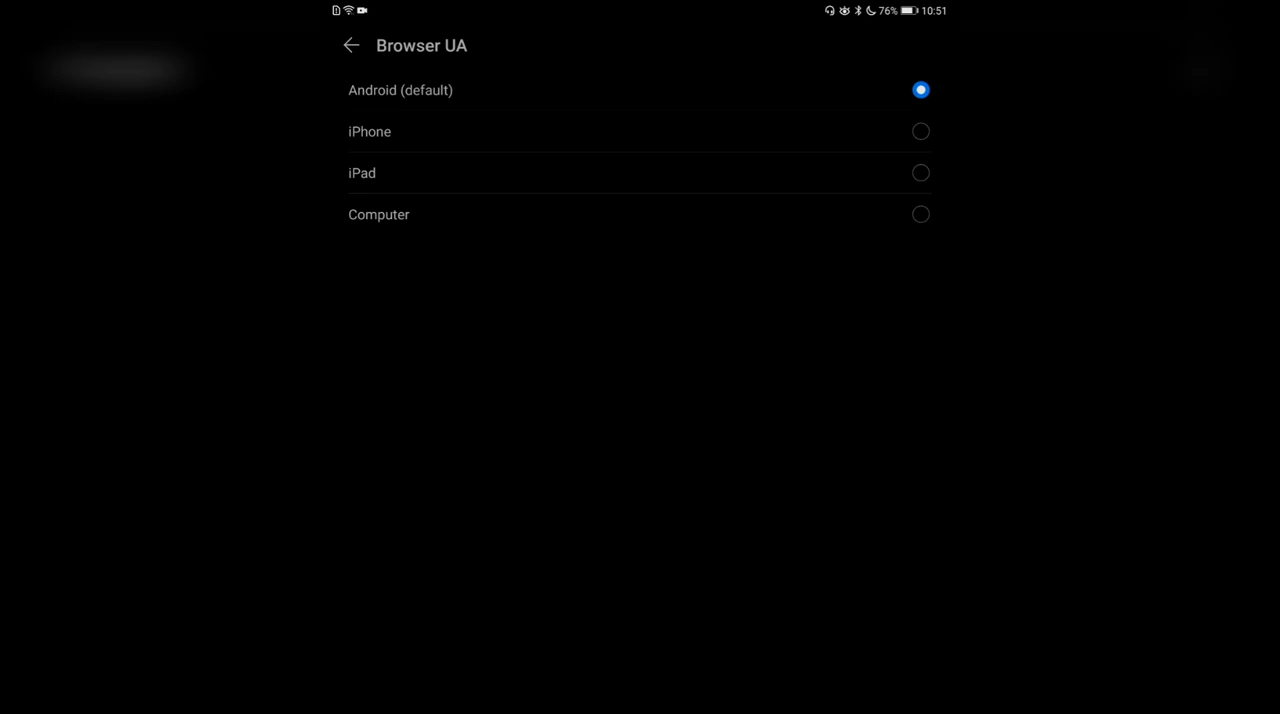 76% 10:51
Browser UA
Android (default)
iPhone
iPad
Computer